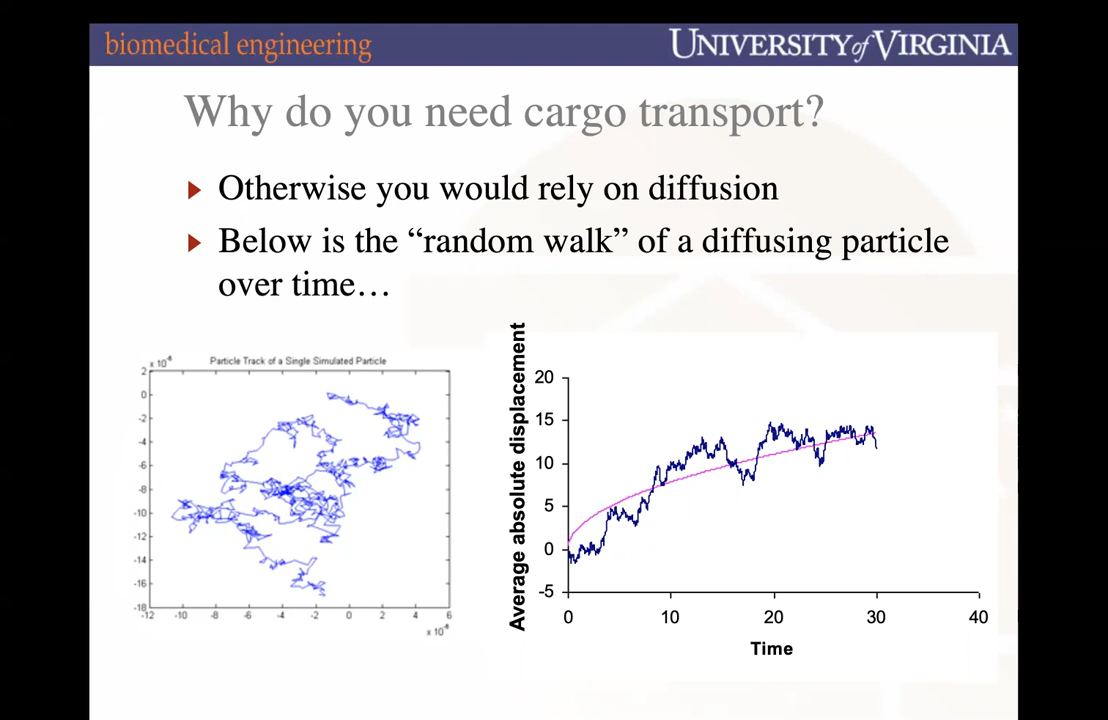 biomedical engineering
UNIVERSITY of VIRGINIA
Why do you need cargo transport?
Otherwise you would rely on diffusion
Below is the “random walk” of a diffusing particle
over time…
x 10⁻⁶
Particle Track of a Single Simulated Particle
2
0
-2
-4
-6
-8
-10
-12
-14
-16
-18
-12 -10 -8 -6 -4 -2 0 2 4 6
x 10⁻⁶
Average absolute displacement
20
15
10
5
0
-5
0 10 20 30 40
Time